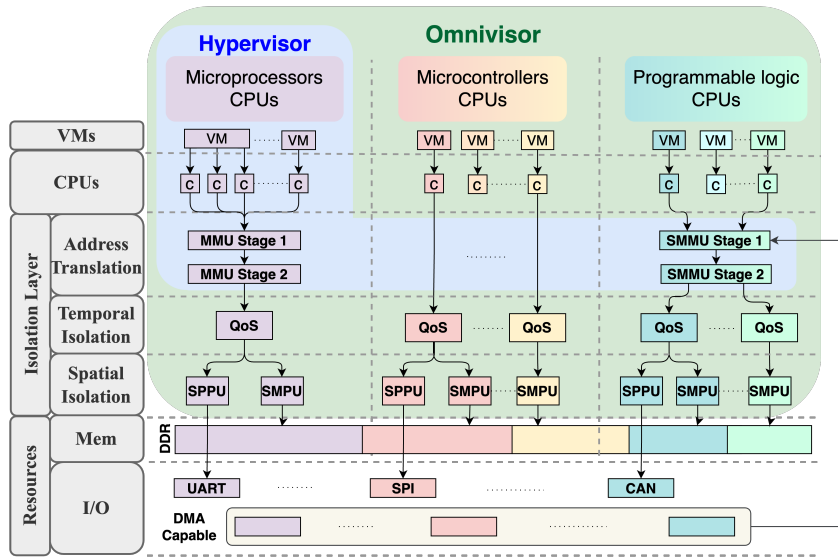 Hypervisor
Omnivisor
Microprocessors
CPUs
Microcontrollers
CPUs
Programmable logic
CPUs
VMs
VM ........ VM
VM ........ VM
VM ........ VM
CPUs
C C C ........ C
C C ........ C
C C ........ C
Isolation Layer
Address
Translation
MMU Stage 1
........
SMMU Stage 1
MMU Stage 2
SMMU Stage 2
Temporal
Isolation
QoS
QoS ........ QoS
QoS ........ QoS
Spatial
Isolation
SPPU SMPU
SPPU SMPU ........ SMPU
SPPU SMPU ........ SMPU
Resources
Mem
DDR
I/O
UART ........ SPI ........ CAN
DMA
Capable
........ ........